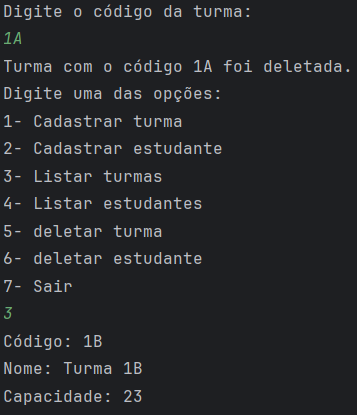 Digite o código da turma:
1A
Turma com o código 1A foi deletada.
Digite uma das opções:
1- Cadastrar turma
2- Cadastrar estudante
3- Listar turmas
4- Listar estudantes
5- deletar turma
6- deletar estudante
7- Sair
3
Código: 1B
Nome: Turma 1B
Capacidade: 23